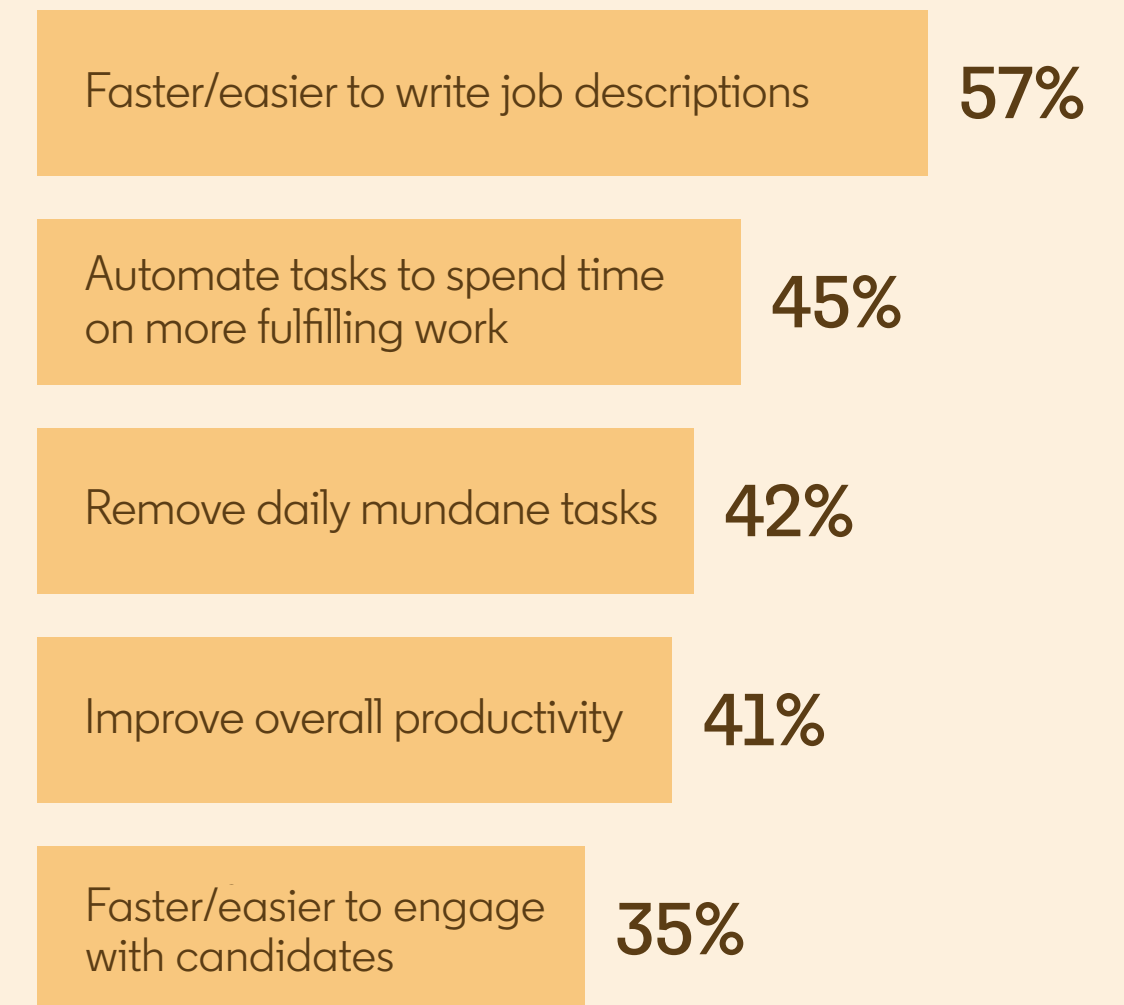 Faster/easier to write job descriptions
57%
Automate tasks to spend time
on more fulfilling work
45%
Remove daily mundane tasks
42%
Improve overall productivity
41%
Faster/easier to engage
with candidates
35%